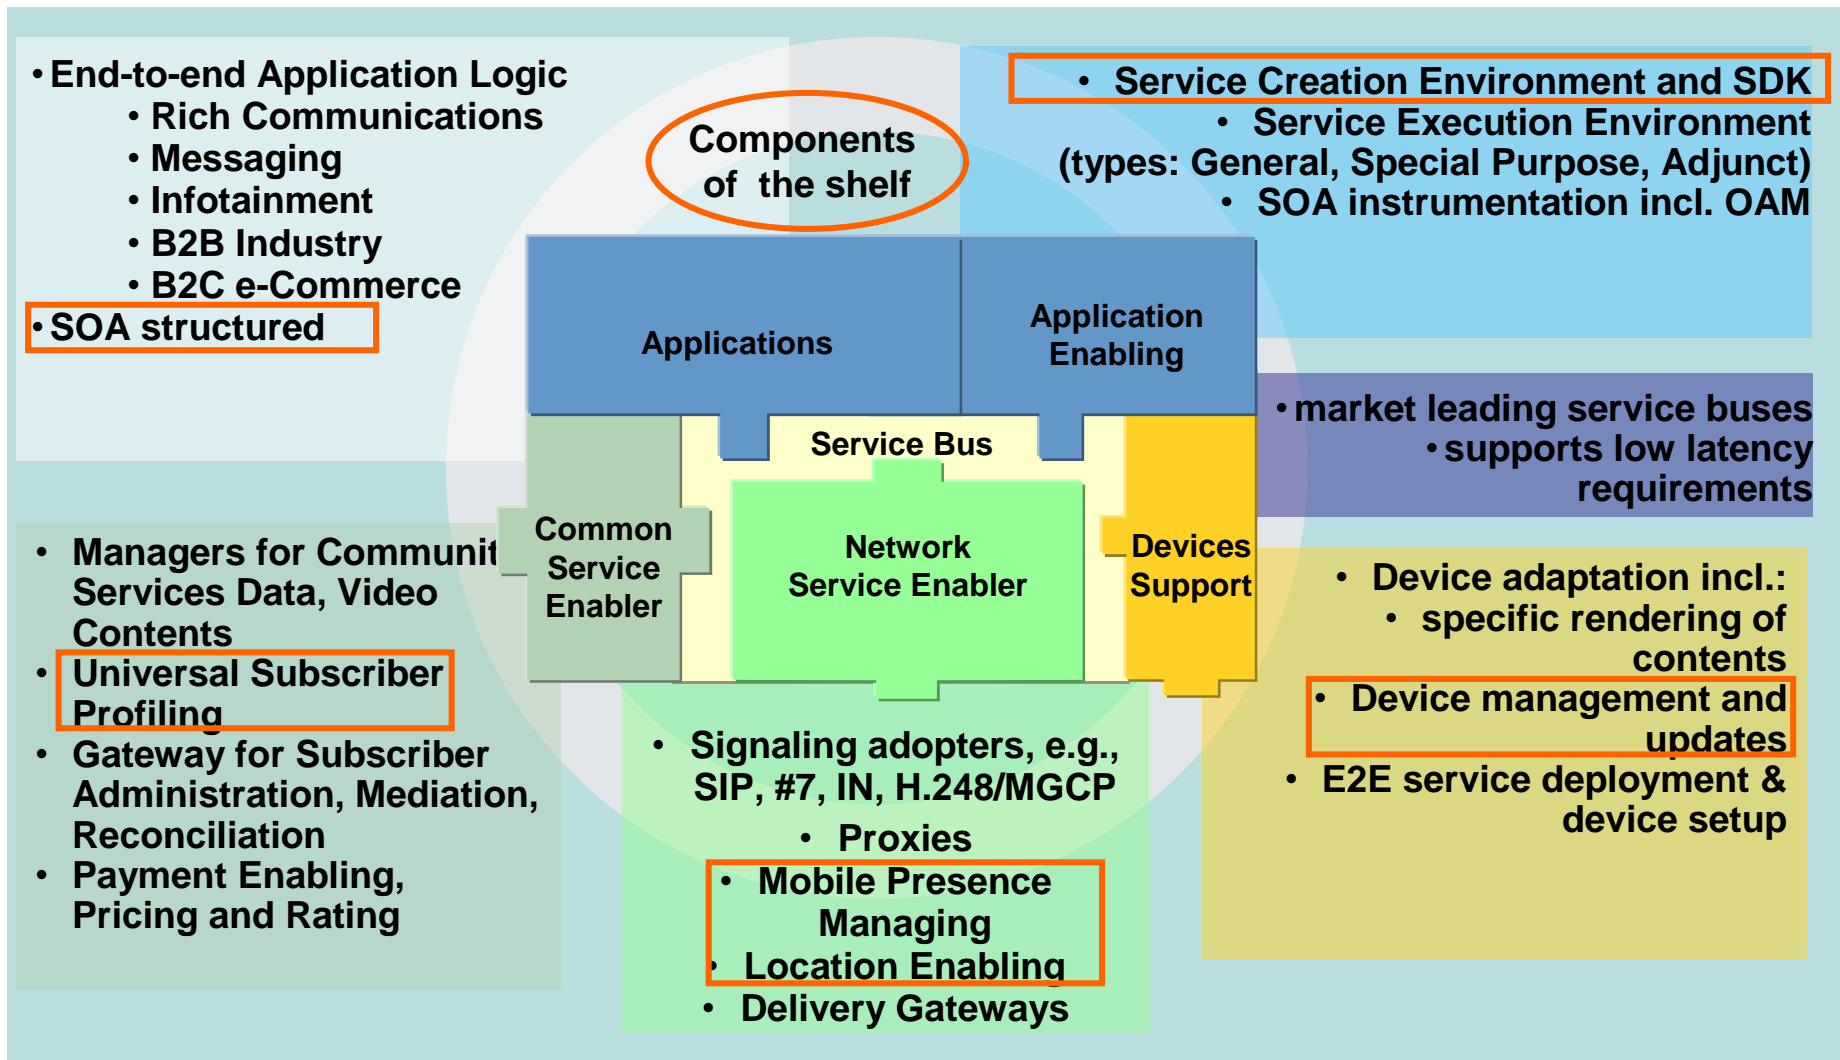 • End-to-end Application Logic
• Rich Communications
• Messaging
• Infotainment
• B2B Industry
• B2C e-Commerce
• SOA structured
Components
of the shelf
• Service Creation Environment and SDK
• Service Execution Environment
(types: General, Special Purpose, Adjunct)
• SOA instrumentation incl. OAM
Applications
Application
Enabling
• market leading service buses
• supports low latency
requirements
Service Bus
Common
Service
Enabler
Network
Service Enabler
Devices
Support
• Managers for Communit
Services Data, Video
Contents
• Universal Subscriber
Profiling
• Gateway for Subscriber
Administration, Mediation,
Reconciliation
• Payment Enabling,
Pricing and Rating
• Signaling adopters, e.g.,
SIP, #7, IN, H.248/MGCP
• Proxies
• Mobile Presence
Managing
• Location Enabling
• Delivery Gateways
• Device adaptation incl.:
• specific rendering of
contents
• Device management and
updates
• E2E service deployment &
device setup